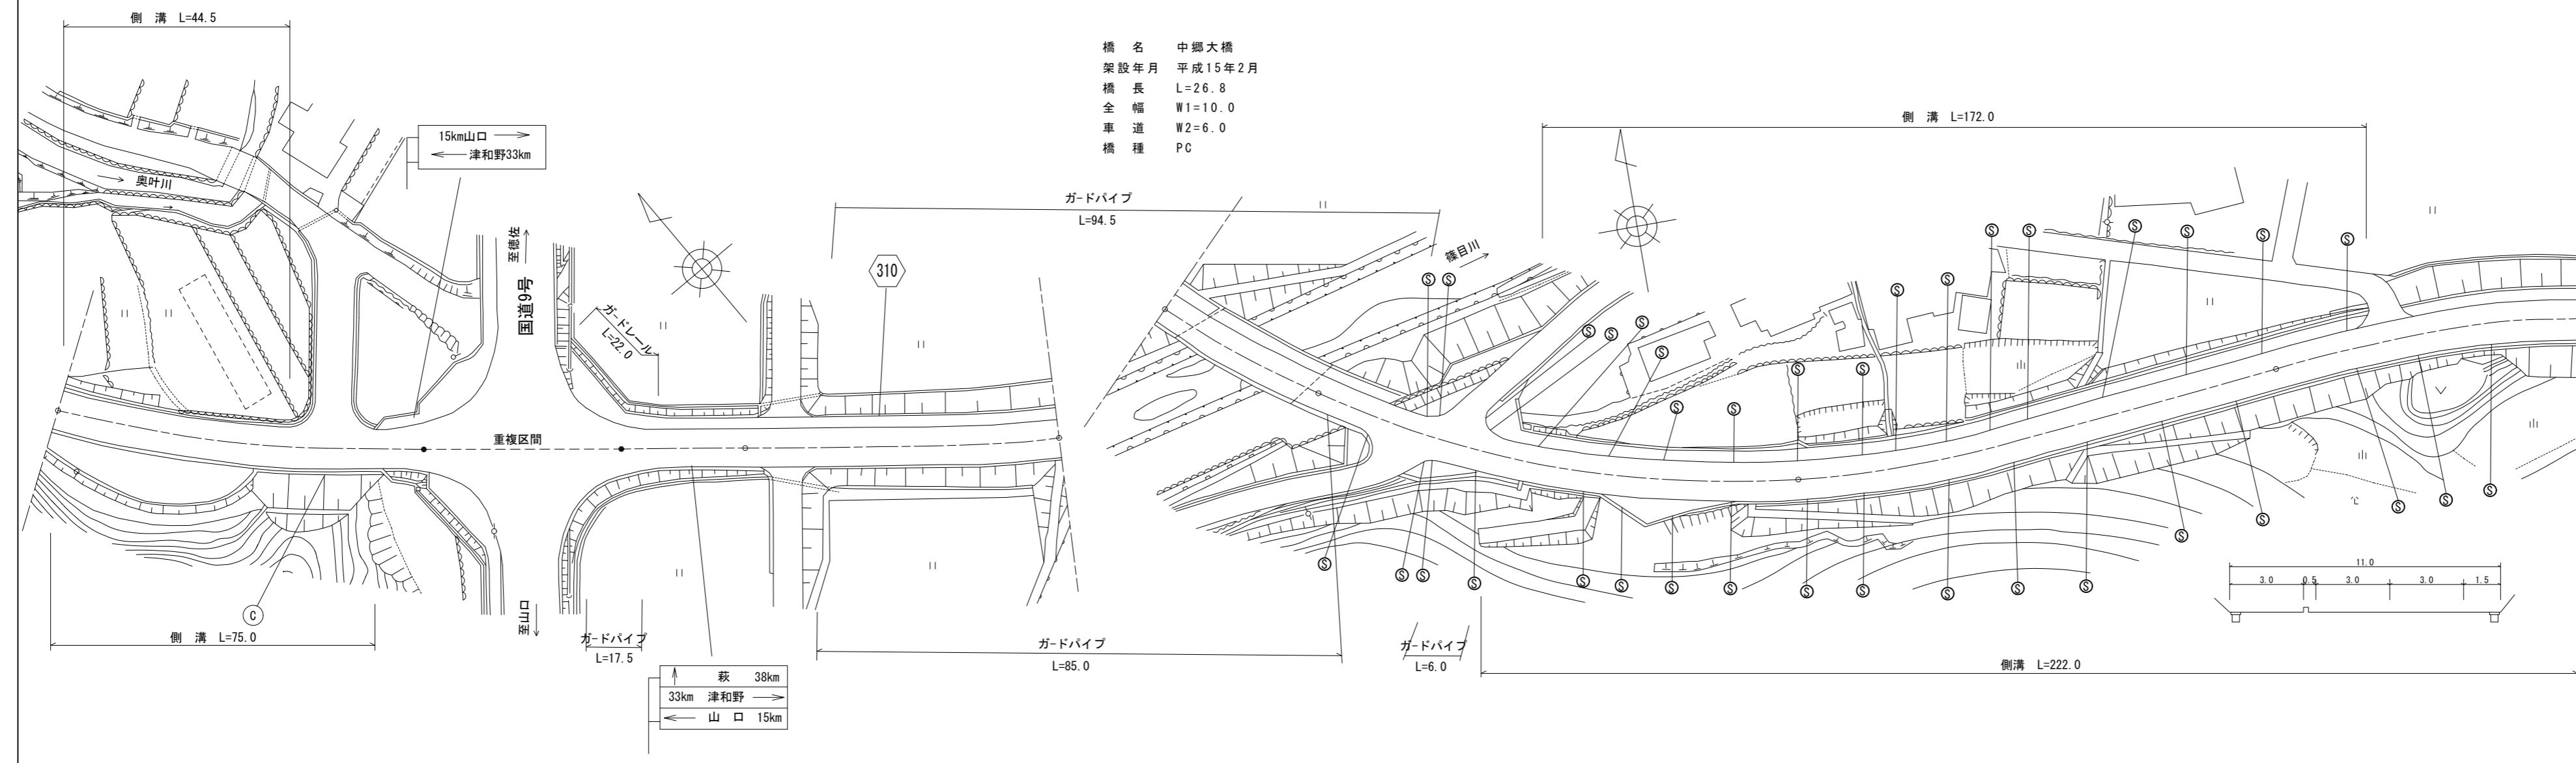 側 溝 L=44.5
橋 名 中郷大橋
架設年月 平成15年2月
橋 長 L=26.8
全 幅 W1=10.0
車 道 W2=6.0
橋 種 PC
側 溝 L=172.0
15km山口 →
← 津和野33km
→ 奥叶川
→
至徳佐 →
国道9号
ガードレール
L=22.0
ガードパイプ
L=94.5
310
篠目川 →
重複区間
C
側 溝 L=75.0
至山口 →
ガードパイプ
L=17.5
↑ 萩 38km
33km 津和野 →
← 山 口 15km
ガードパイプ
L=85.0
ガードパイプ
L=6.0
側溝 L=222.0
S S S S S S
S S S S
S S S S
S S S S
S S S S S S S S S S S S S S S S S S
11.0
3.0 0.5 3.0 3.0 1.5